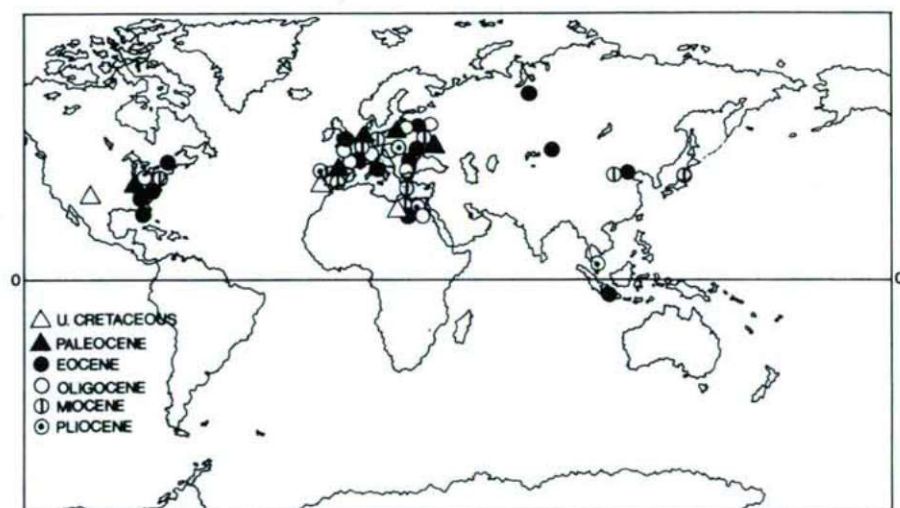 0
0
U. CRETACEOUS
PALEOCENE
EOCENE
OLIGOCENE
MIOCENE
PLIOCENE